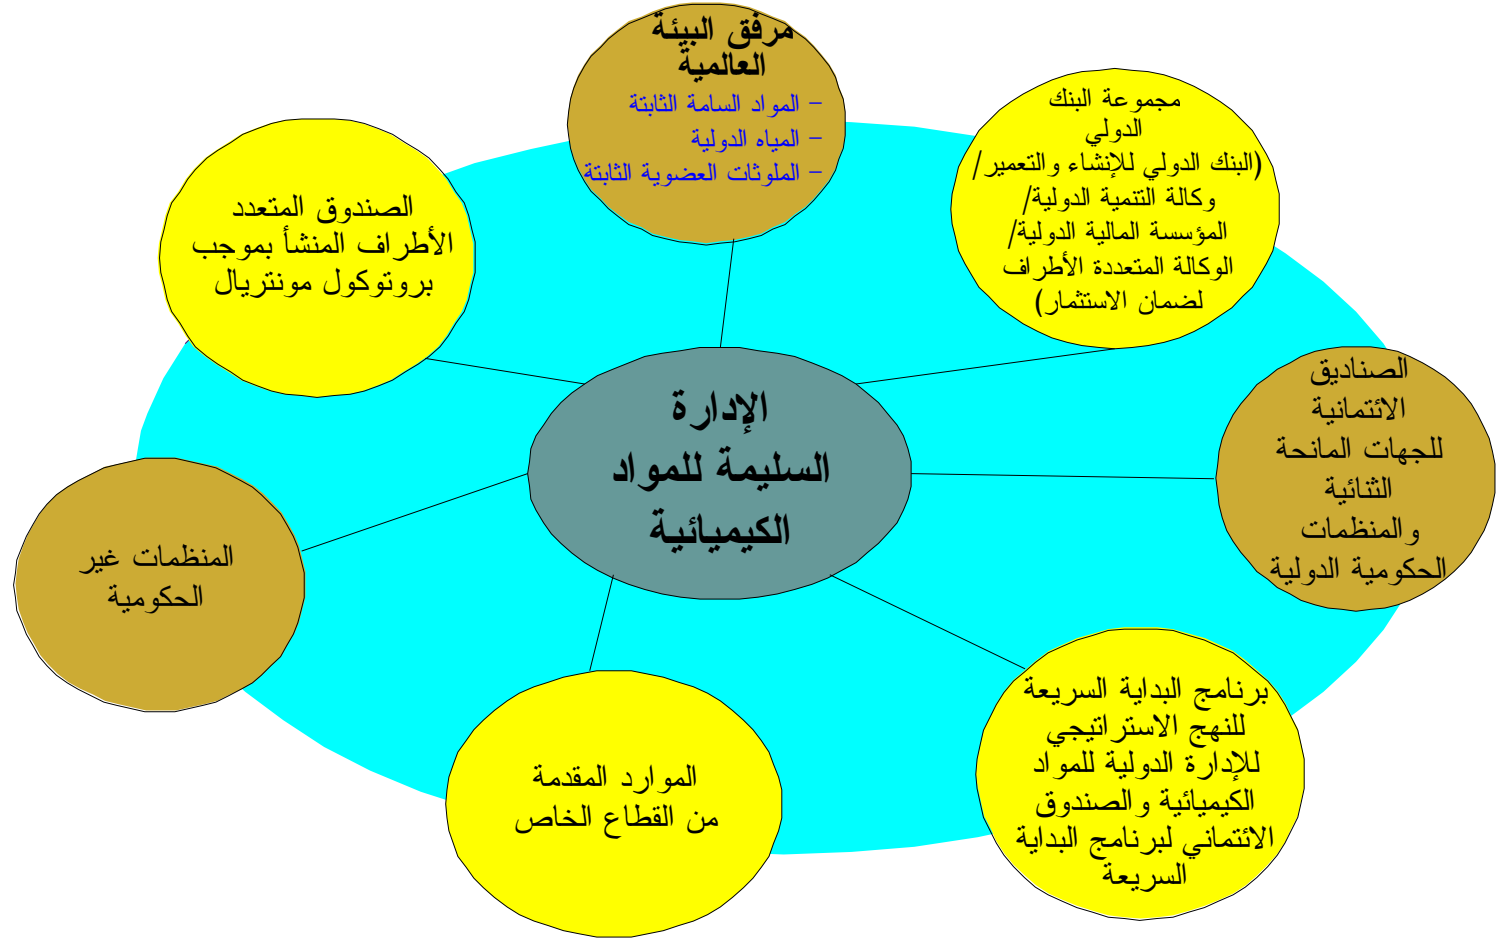 مرفق البيئة
العالمية
– المواد السامة الثابتة
– المياه الدولية
– الملوثات العضوية الثابتة
مجموعة البنك
الدولي
(البنك الدولي للإنشاء والتعمير/
وكالة التنمية الدولية/
المؤسسة المالية الدولية/
الوكالة المتعددة الأطراف
لضمان الاستثمار)
الصندوق المتعدد
الأطراف المنشأ بموجب
بروتوكول مونتريال
الصناديق
الائتمانية
للجهات المانحة
الثنائية
والمنظمات
الحكومية الدولية
الإدارة
السليمة للمواد
الكيميائية
المنظمات غير
الحكومية
برنامج البداية السريعة
للنهج الاستراتيجي
للإدارة الدولية للمواد
الكيميائية والصندوق
الائتماني لبرنامج البداية
السريعة
الموارد المقدمة
من القطاع الخاص